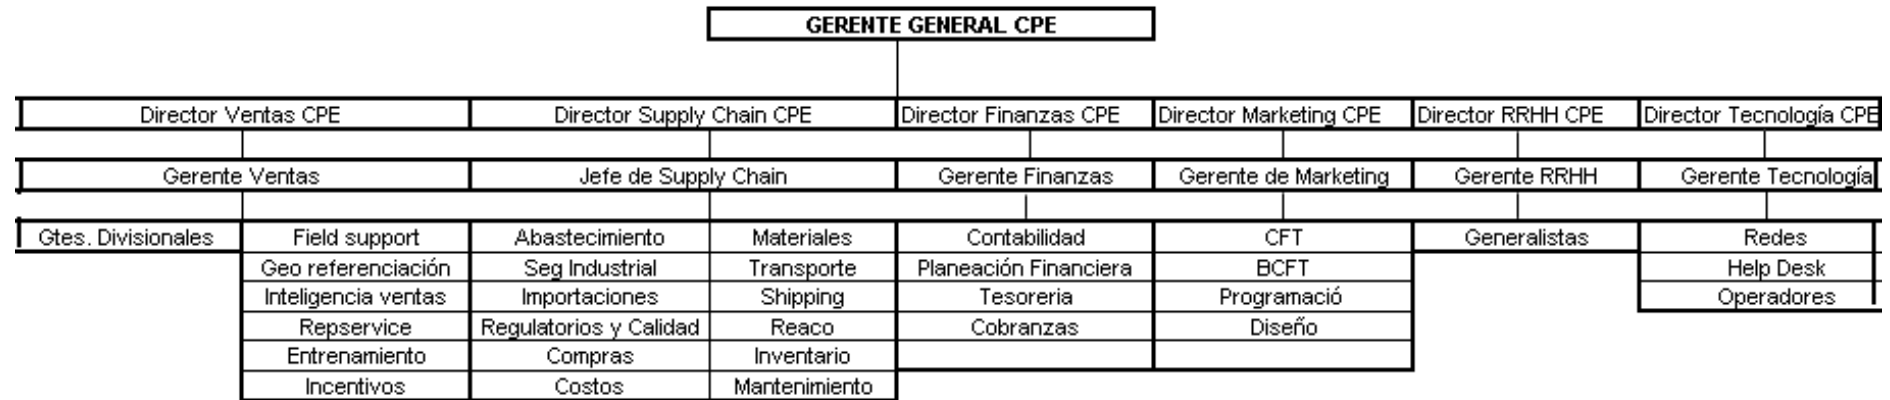 GERENTE GENERAL CPE
Director Ventas CPE Director Supply Chain CPE Director Finanzas CPE Director Marketing CPE Director RRHH CPE Director Tecnología CPE
Gerente Ventas Jefe de Supply Chain Gerente Finanzas Gerente de Marketing Gerente RRHH Gerente Tecnología
Gtes. Divisionales Field support Abastecimiento Materiales Contabilidad CFT Generalistas Redes
Geo referenciación Seg Industrial Transporte Planeación Financiera BCFT Help Desk
Inteligencia ventas Importaciones Shipping Tesoreria Programació Operadores
Repservice Regulatorios y Calidad Reaco Cobranzas Diseño
Entrenamiento Compras Inventario
Incentivos Costos Mantenimiento